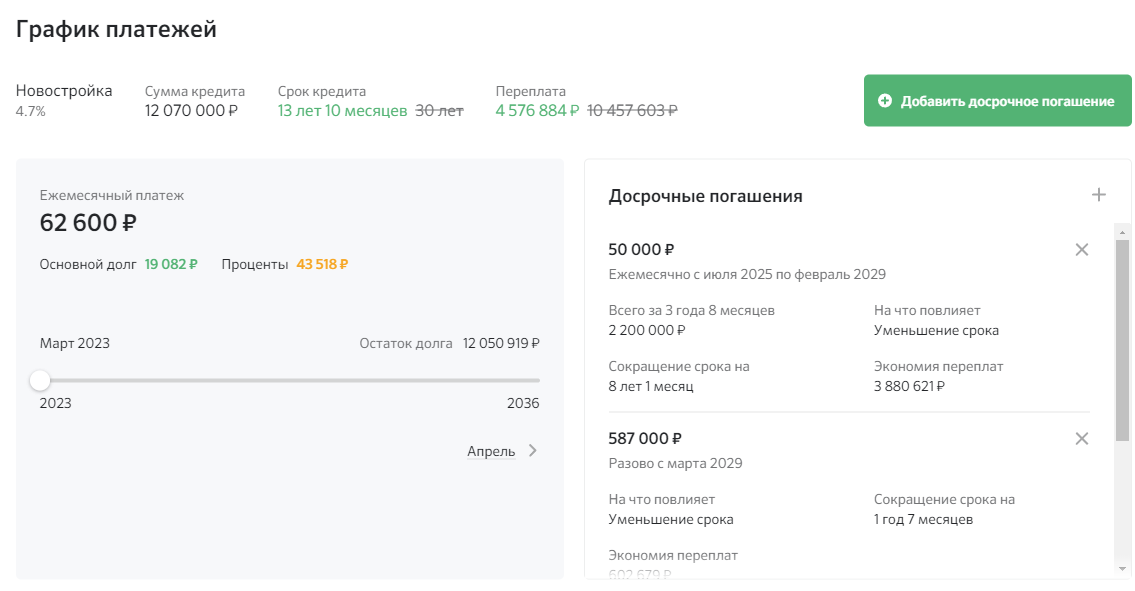 График платежей
Новостройка
4.7%
Сумма кредита
12 070 000 ₽
Срок кредита
13 лет 10 месяцев 30 лет
Переплата
4 576 884 ₽ 10 457 603 ₽
Добавить досрочное погашение
Ежемесячный платеж
62 600 ₽
Основной долг 19 082 ₽ Проценты 43 518 ₽
Март 2023 Остаток долга 12 050 919 ₽
2023 2036
Апрель
Досрочные погашения
50 000 ₽
Ежемесячно с июля 2025 по февраль 2029
Всего за 3 года 8 месяцев
2 200 000 ₽
На что повлияет
Уменьшение срока
Сокращение срока на
8 лет 1 месяц
Экономия переплат
3 880 621 ₽
587 000 ₽
Разово с марта 2029
На что повлияет
Уменьшение срока
Сокращение срока на
1 год 7 месяцев
Экономия переплат
602 679 ₽